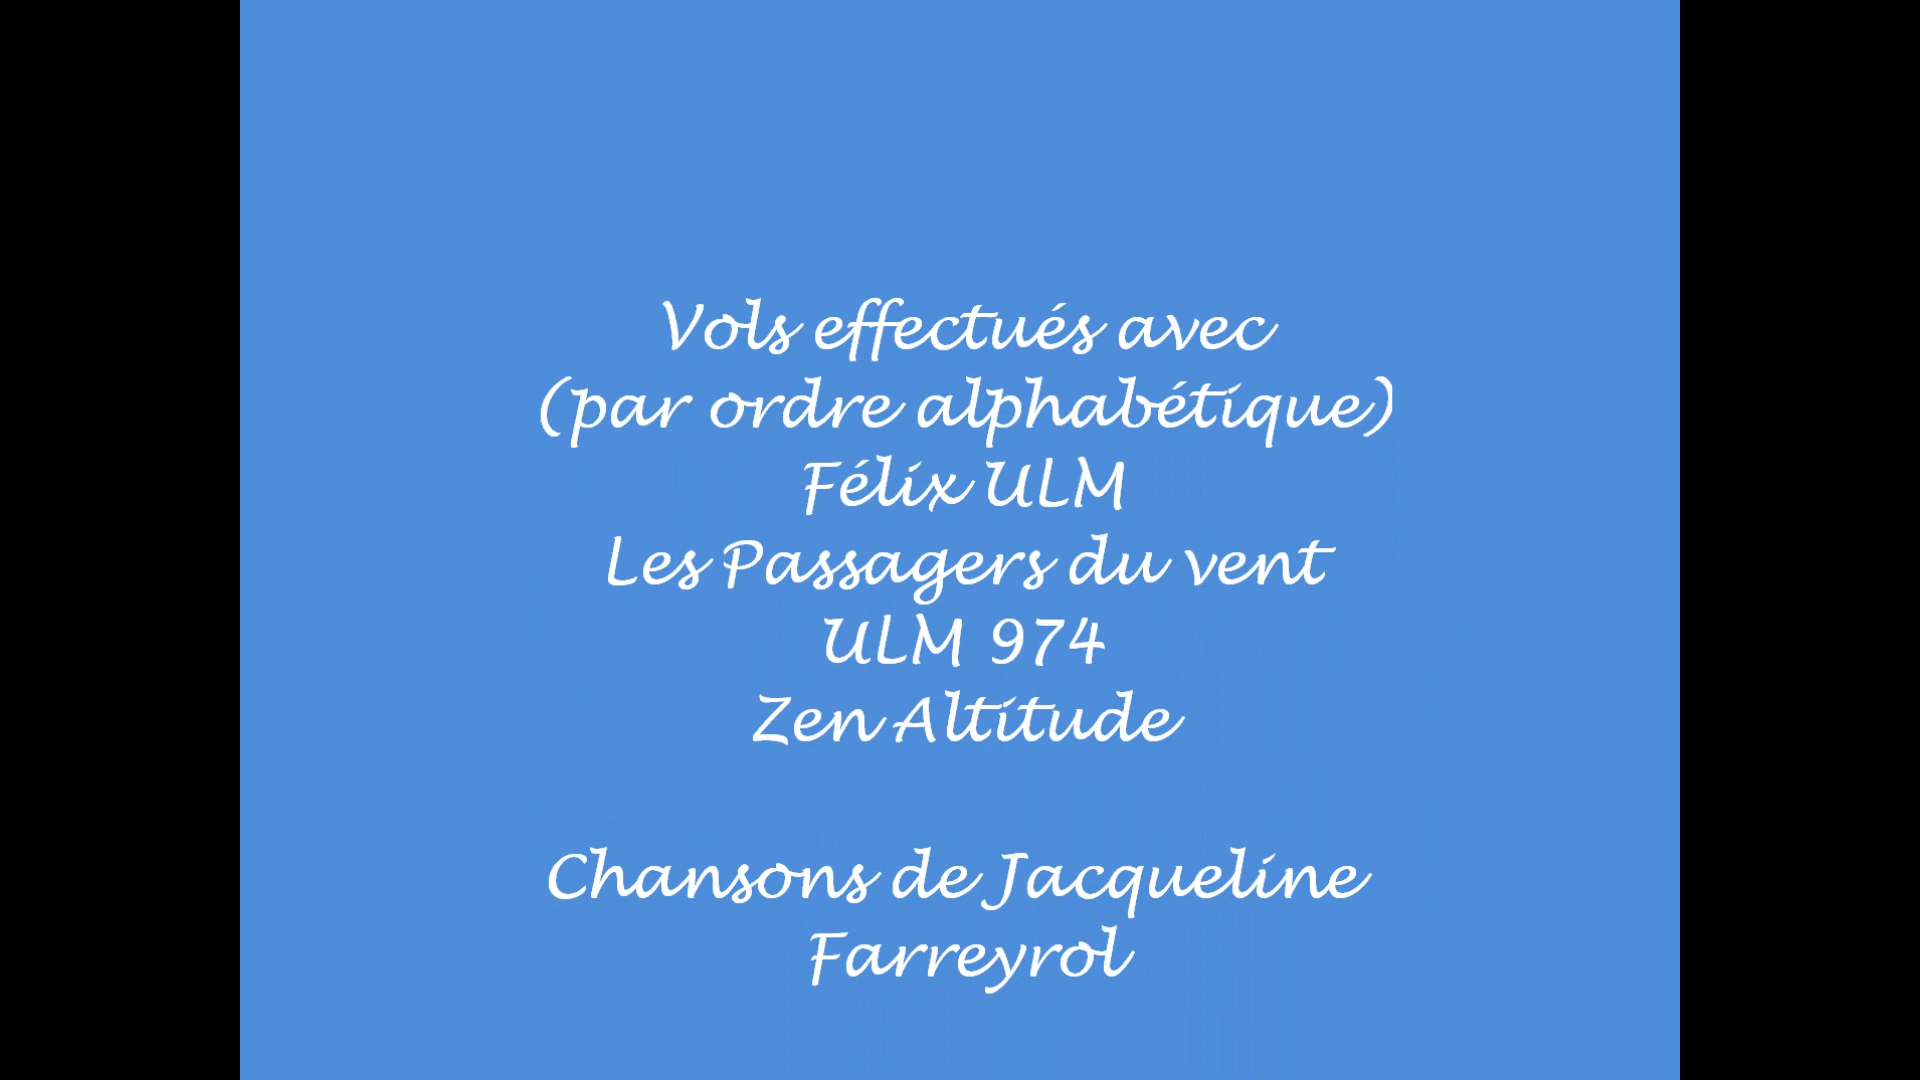 Vols effectués avec
(par ordre alphabétique)
Félix ULM
Les Passagers du vent
ULM 974
Zen Altitude
Chansons de Jacqueline
Farreyrol